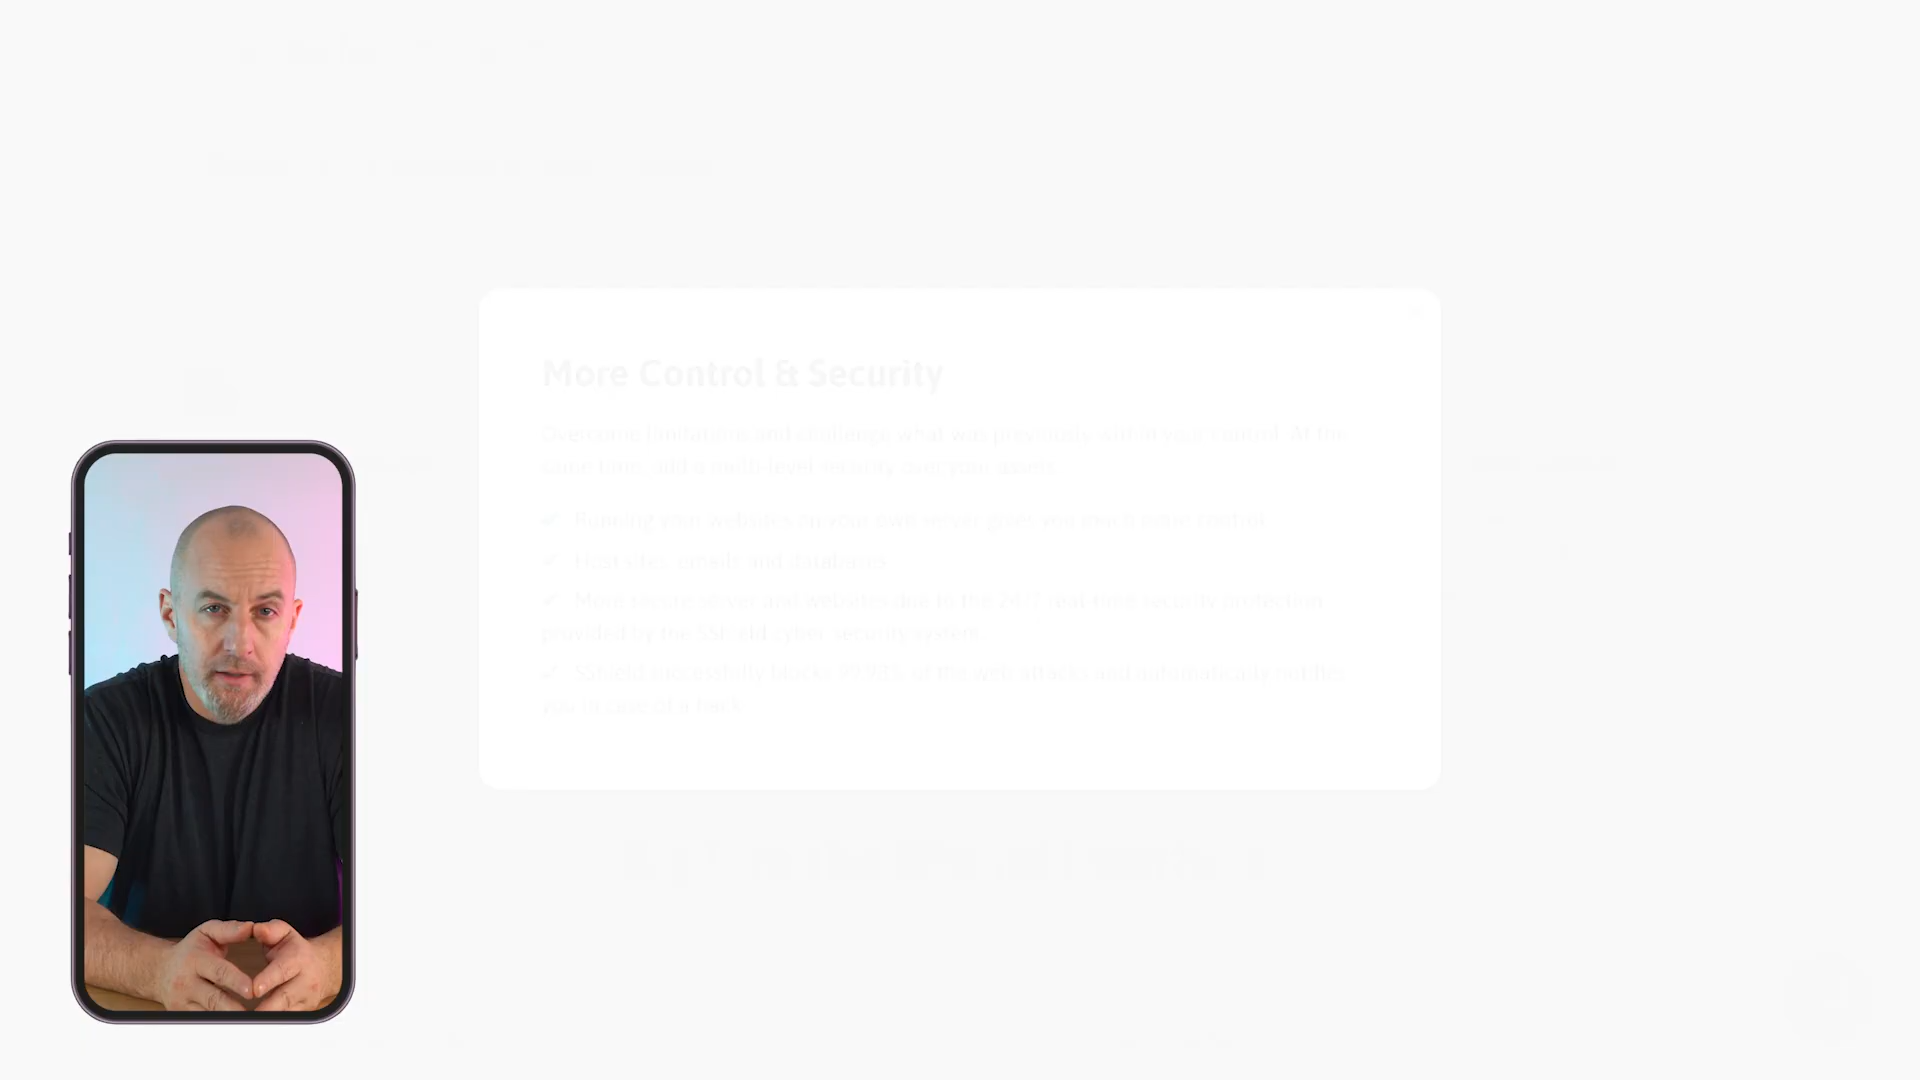 More Control & Security
Overcome limitations and challenge what was previously within your control. At the
same time, add a multi-level security over your assets.
✓ Running your websites on your own server gives you much more control
✓ Host sites, emails and databases
✓ More secure server and websites due to the 24/7 real-time security protection
provided by the SShield cyber security system
✓ SShield successfully blocks 99.98% of the web attacks and automatically notifies
you in case of a hack